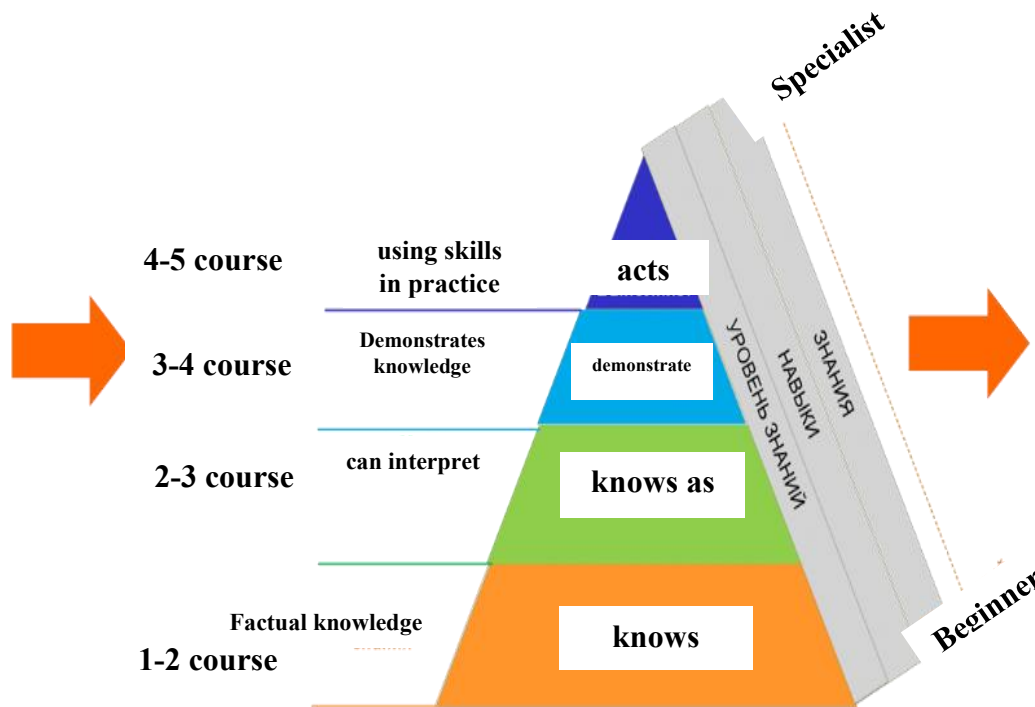 Specialist
4-5 course
using skills
in practice
acts
3-4 course
Demonstrates
knowledge
demonstrate
2-3 course
can interpret
knows as
Factual knowledge
1-2 course
knows
УРОВЕНЬ ЗНАНИЙ
НАВЫКИ
ЗНАНИЯ
Beginner